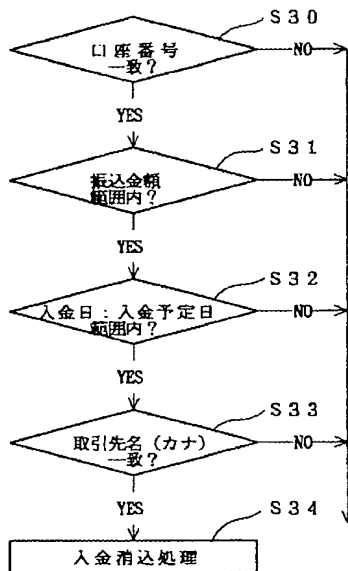 S30
口座番号
一致?
NO
YES
S31
振込金額
範囲内?
NO
YES
S32
入金日:入金予定日
範囲内?
NO
YES
S33
取引先名(カナ)
一致?
NO
YES
S34
入金消込処理